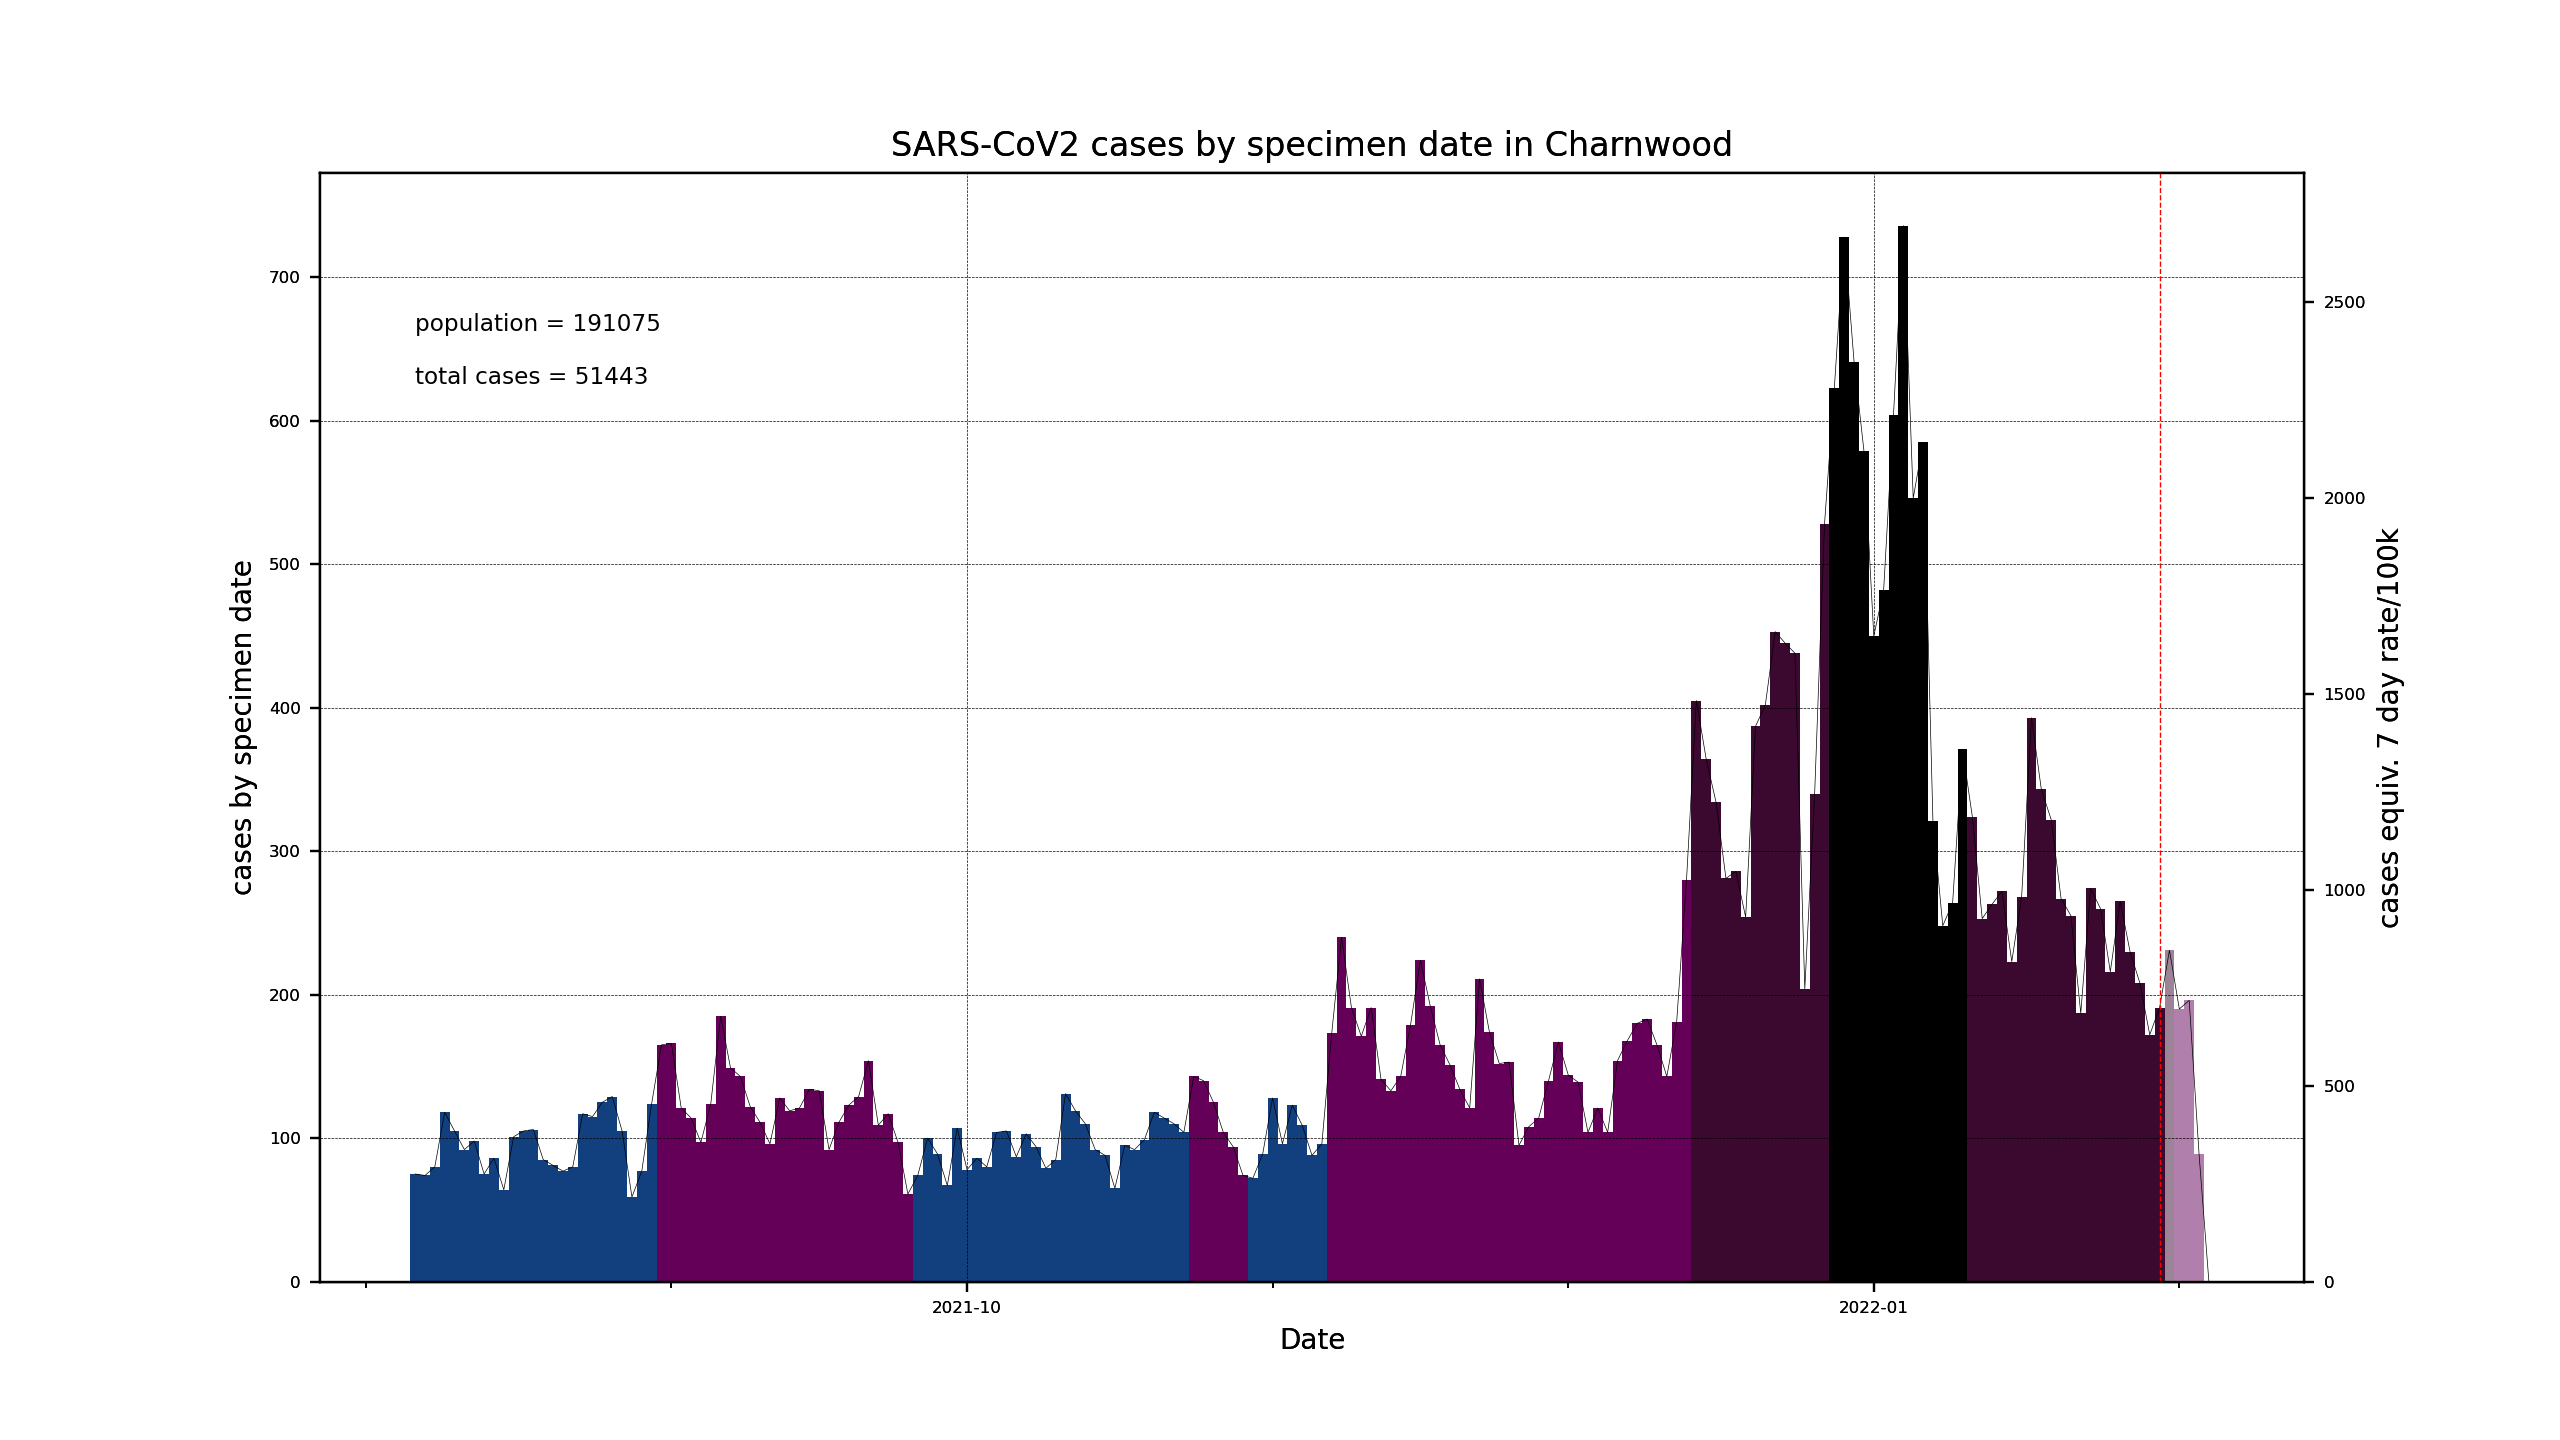 SARS-CoV2 cases by specimen date in Charnwood
population = 191075
total cases = 51443
cases by specimen date
700
600
500
400
300
200
100
0
2500
2000
1500
1000
500
0
cases equiv. 7 day rate/100k
2021-10
2022-01
Date